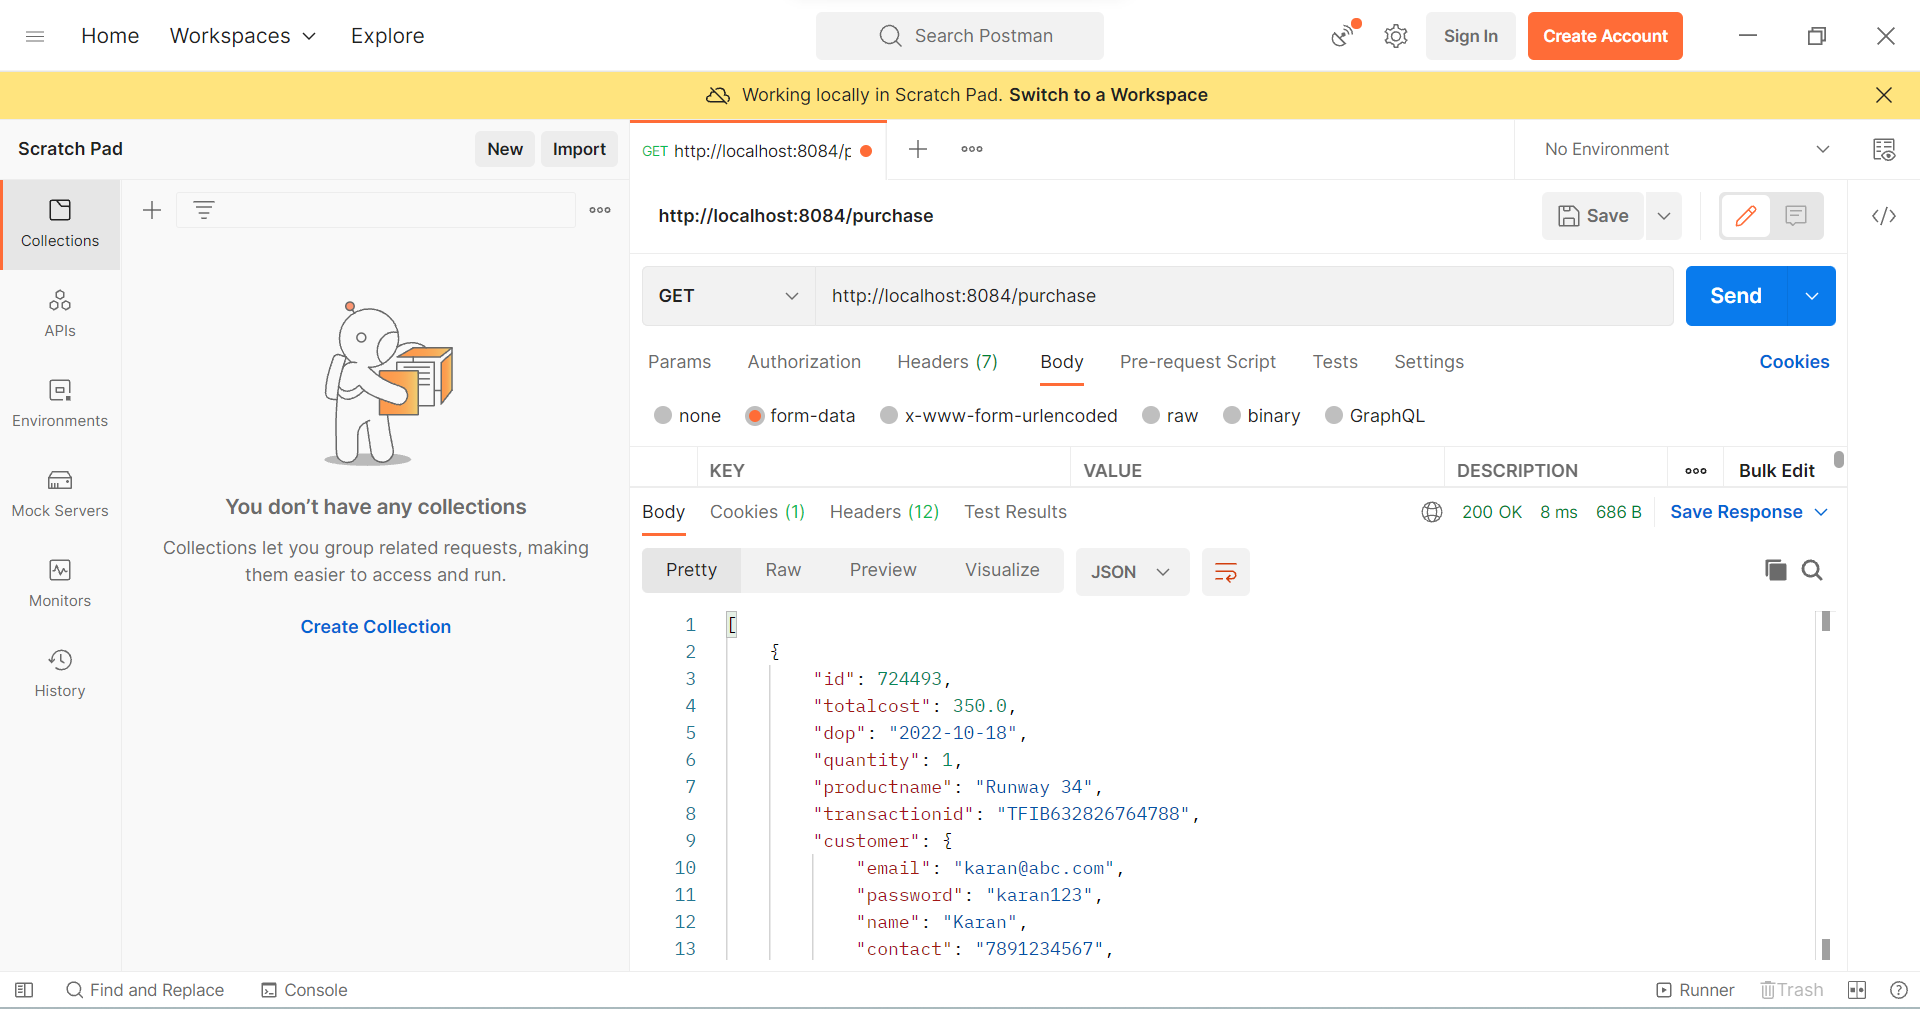 Home Workspaces Explore Search Postman Sign In Create Account
Working locally in Scratch Pad. Switch to a Workspace
Scratch Pad New Import
GET http://localhost:8084/p
No Environment
Collections
APIs
Environments
Mock Servers
Monitors
History
You don’t have any collections
Collections let you group related requests, making
them easier to access and run.
Create Collection
http://localhost:8084/purchase Save
GET http://localhost:8084/purchase Send
Params Authorization Headers (7) Body Pre-request Script Tests Settings Cookies
none form-data x-www-form-urlencoded raw binary GraphQL
KEY VALUE DESCRIPTION Bulk Edit
Body Cookies (1) Headers (12) Test Results 200 OK 8 ms 686 B Save Response
Pretty Raw Preview Visualize JSON
1 [
2 {
3 "id": 724493,
4 "totalcost": 350.0,
5 "dop": "2022-10-18",
6 "quantity": 1,
7 "productname": "Runway 34",
8 "transactionid": "TFIB632826764788",
9 "customer": {
10 "email": "karan@abc.com",
11 "password": "karan123",
12 "name": "Karan",
13 "contact": "7891234567",
Find and Replace Console Runner Trash